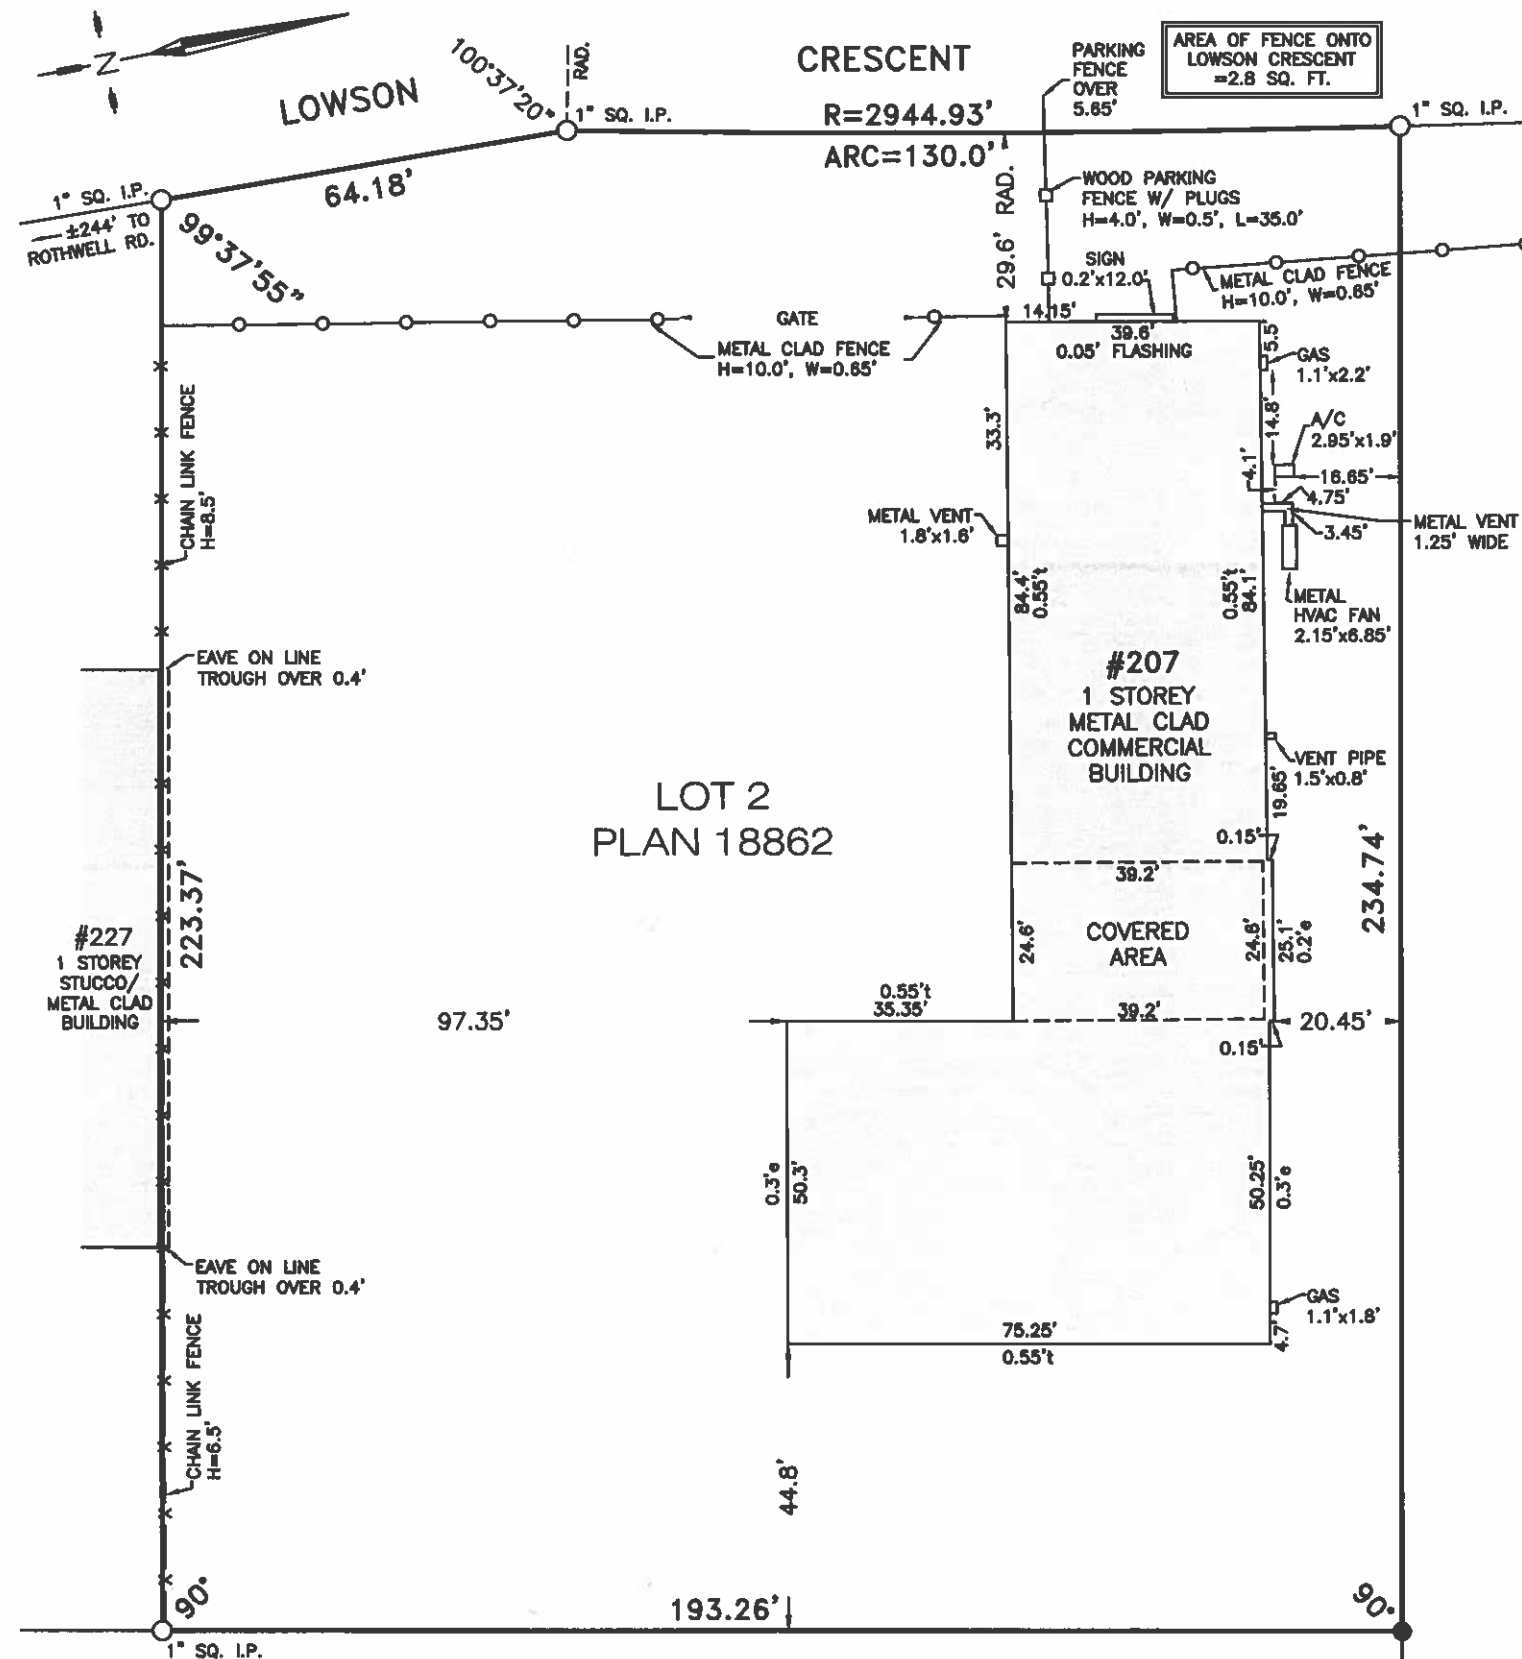 N
LOWSON
CRESCENT
100°37'20"
RAD.
1" SQ. I.P.
R=2944.93'
ARC=130.0'
PARKING
FENCE
OVER
5.65'
AREA OF FENCE ONTO
LOWSON CRESCENT
=2.8 SQ. FT.
1" SQ. I.P.
1" SQ. I.P.
±244' TO
ROTHWELL RD.
64.18'
99°37'55"
29.6' RAD.
WOOD PARKING
FENCE W/ PLUGS
H=4.0', W=0.5', L=35.0'
SIGN
0.2'x12.0'
METAL CLAD FENCE
H=10.0', W=0.65'
14.15'
GATE
METAL CLAD FENCE
H=10.0', W=0.65'
39.6'
0.05' FLASHING
5.5'
GAS
1.1'x2.2'
14.8'
A/C
2.95'x1.9'
33.3'
4.1'
16.65'
4.75'
3.45'
METAL VENT
1.25' WIDE
CHAIN LINK FENCE
H=8.5'
METAL VENT
1.8'x1.6'
84.4'
0.55't
0.55't
84.1'
METAL
HVAC FAN
2.15'x6.85'
EAVE ON LINE
TROUGH OVER 0.4'
#207
1 STOREY
METAL CLAD
COMMERCIAL
BUILDING
VENT PIPE
1.5'x0.8'
19.65'
LOT 2
PLAN 18862
0.15'
39.2'
234.74'
223.37'
#227
1 STOREY
STUCCO/
METAL CLAD
BUILDING
24.6'
COVERED
AREA
24.6'
25.1'
0.2'e
97.35'
0.55't
35.35'
39.2'
20.45'
0.15'
0.3'e
50.3'
50.25'
0.3'e
EAVE ON LINE
TROUGH OVER 0.4'
GAS
1.1'x1.8'
4.7'
75.25'
0.55't
CHAIN LINK FENCE
H=6.5'
44.8'
90°
193.26'
90°
1" SQ. I.P.